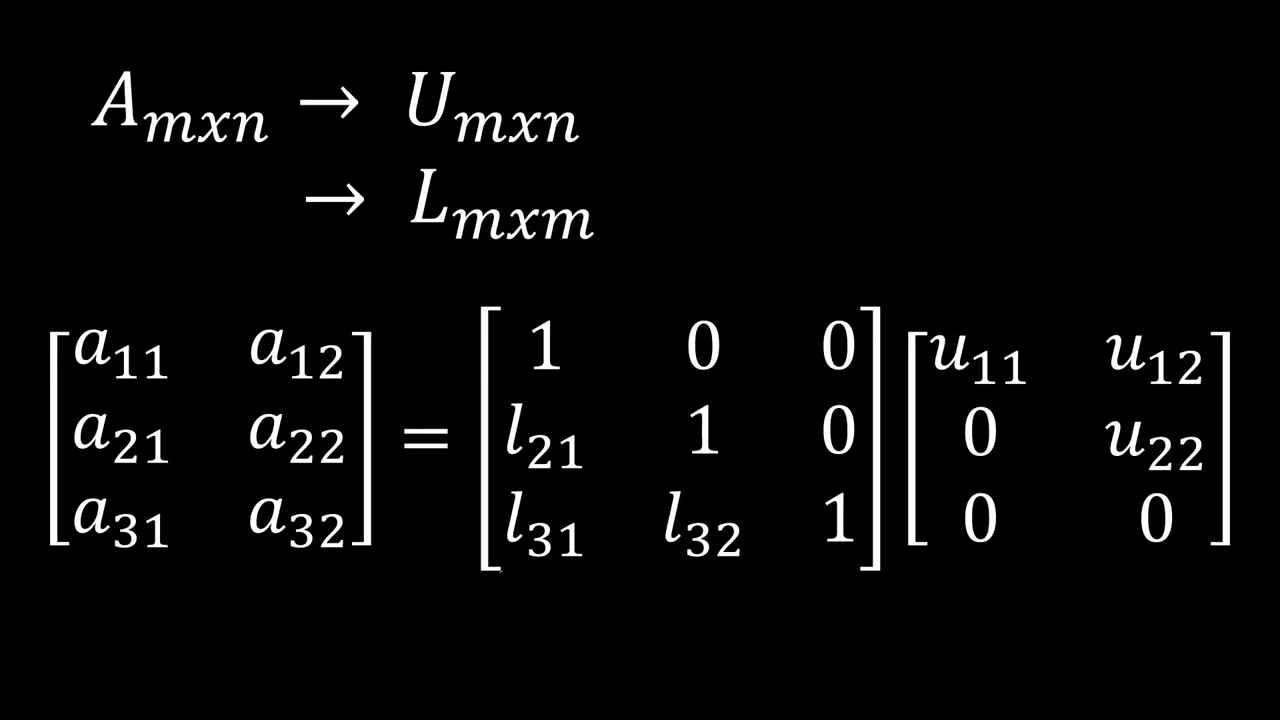 A_{mxn} → U_{mxn}
→ L_{mxm}
[a_{11} a_{12}; a_{21} a_{22}; a_{31} a_{32}] = [1 0 0; l_{21} 1 0; l_{31} l_{32} 1] [u_{11} u_{12}; 0 u_{22}; 0 0]